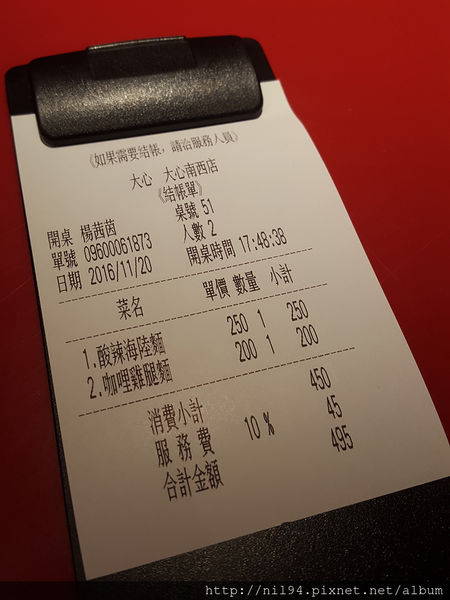 《如果需要結帳，請洽服務人員》
大心 大心南西店
《結帳單》
桌號 51
開桌 楊茜茵 人數 2
單號 09600061873 開桌時間 17:49:38
日期 2016/11/20
菜名 單價 數量 小計
1.酸辣海陸麵 250 1 250
2.咖哩雞腿麵 200 1 200
消費小計 450
服務費 10 % 45
合計金額 495
http://nil94.pixnet.net/album